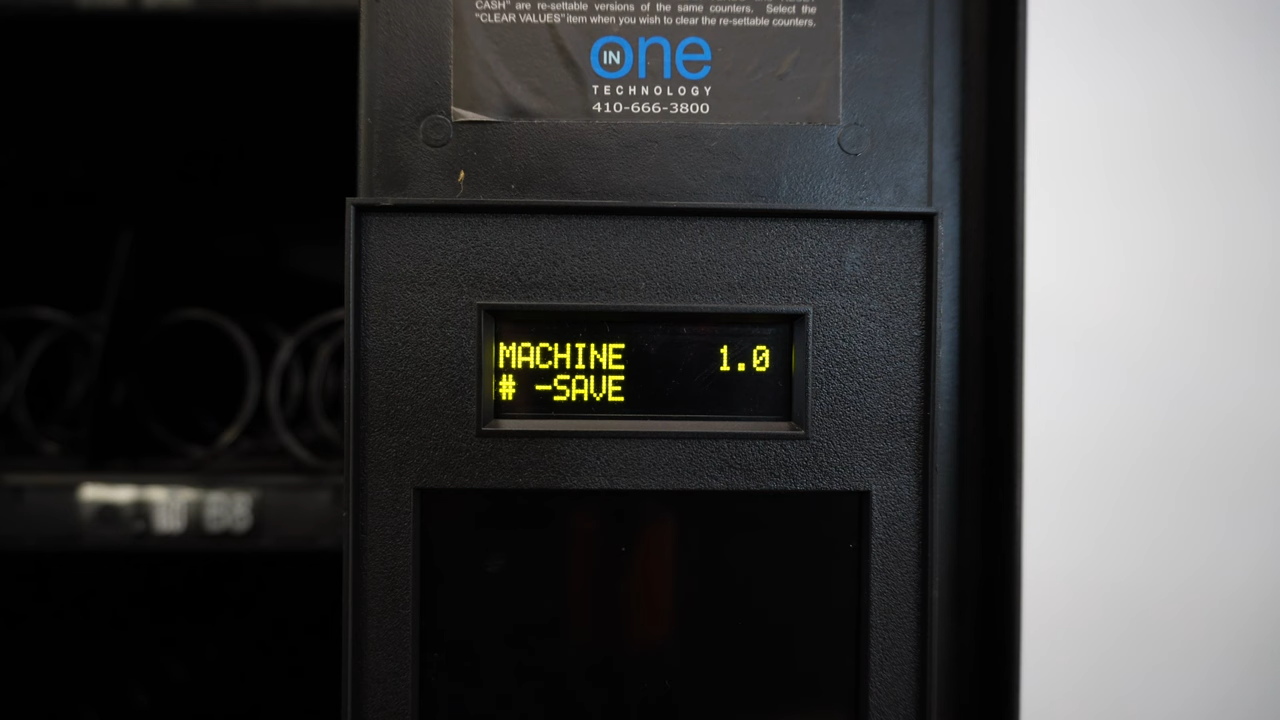 CASH" are re-settable versions of the same counters. Select the
"CLEAR VALUES" item when you wish to clear the re-settable counters.
IN one
TECHNOLOGY
410-666-3800
MACHINE 1.0
# -SAVE